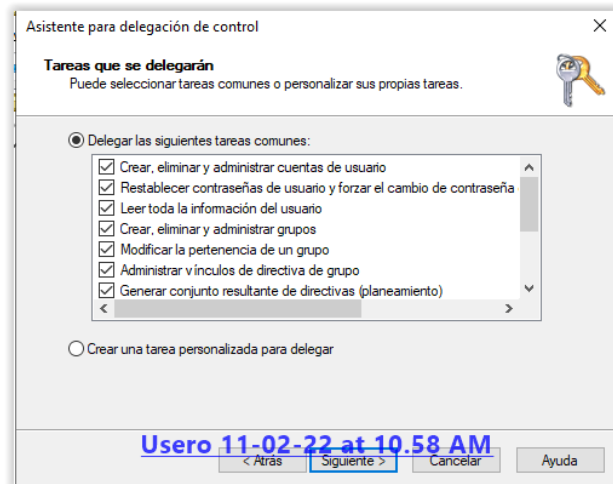 Asistente para delegación de control
Tareas que se delegarán
Puede seleccionar tareas comunes o personalizar sus propias tareas.
Delegar las siguientes tareas comunes:
Crear, eliminar y administrar cuentas de usuario
Restablecer contraseñas de usuario y forzar el cambio de contraseña
Leer toda la información del usuario
Crear, eliminar y administrar grupos
Modificar la pertenencia de un grupo
Administrar vínculos de directiva de grupo
Generar conjunto resultante de directivas (planeamiento)
Crear una tarea personalizada para delegar
Usero 11-02-22 at 10.58 AM
< Atrás Siguiente > Cancelar Ayuda